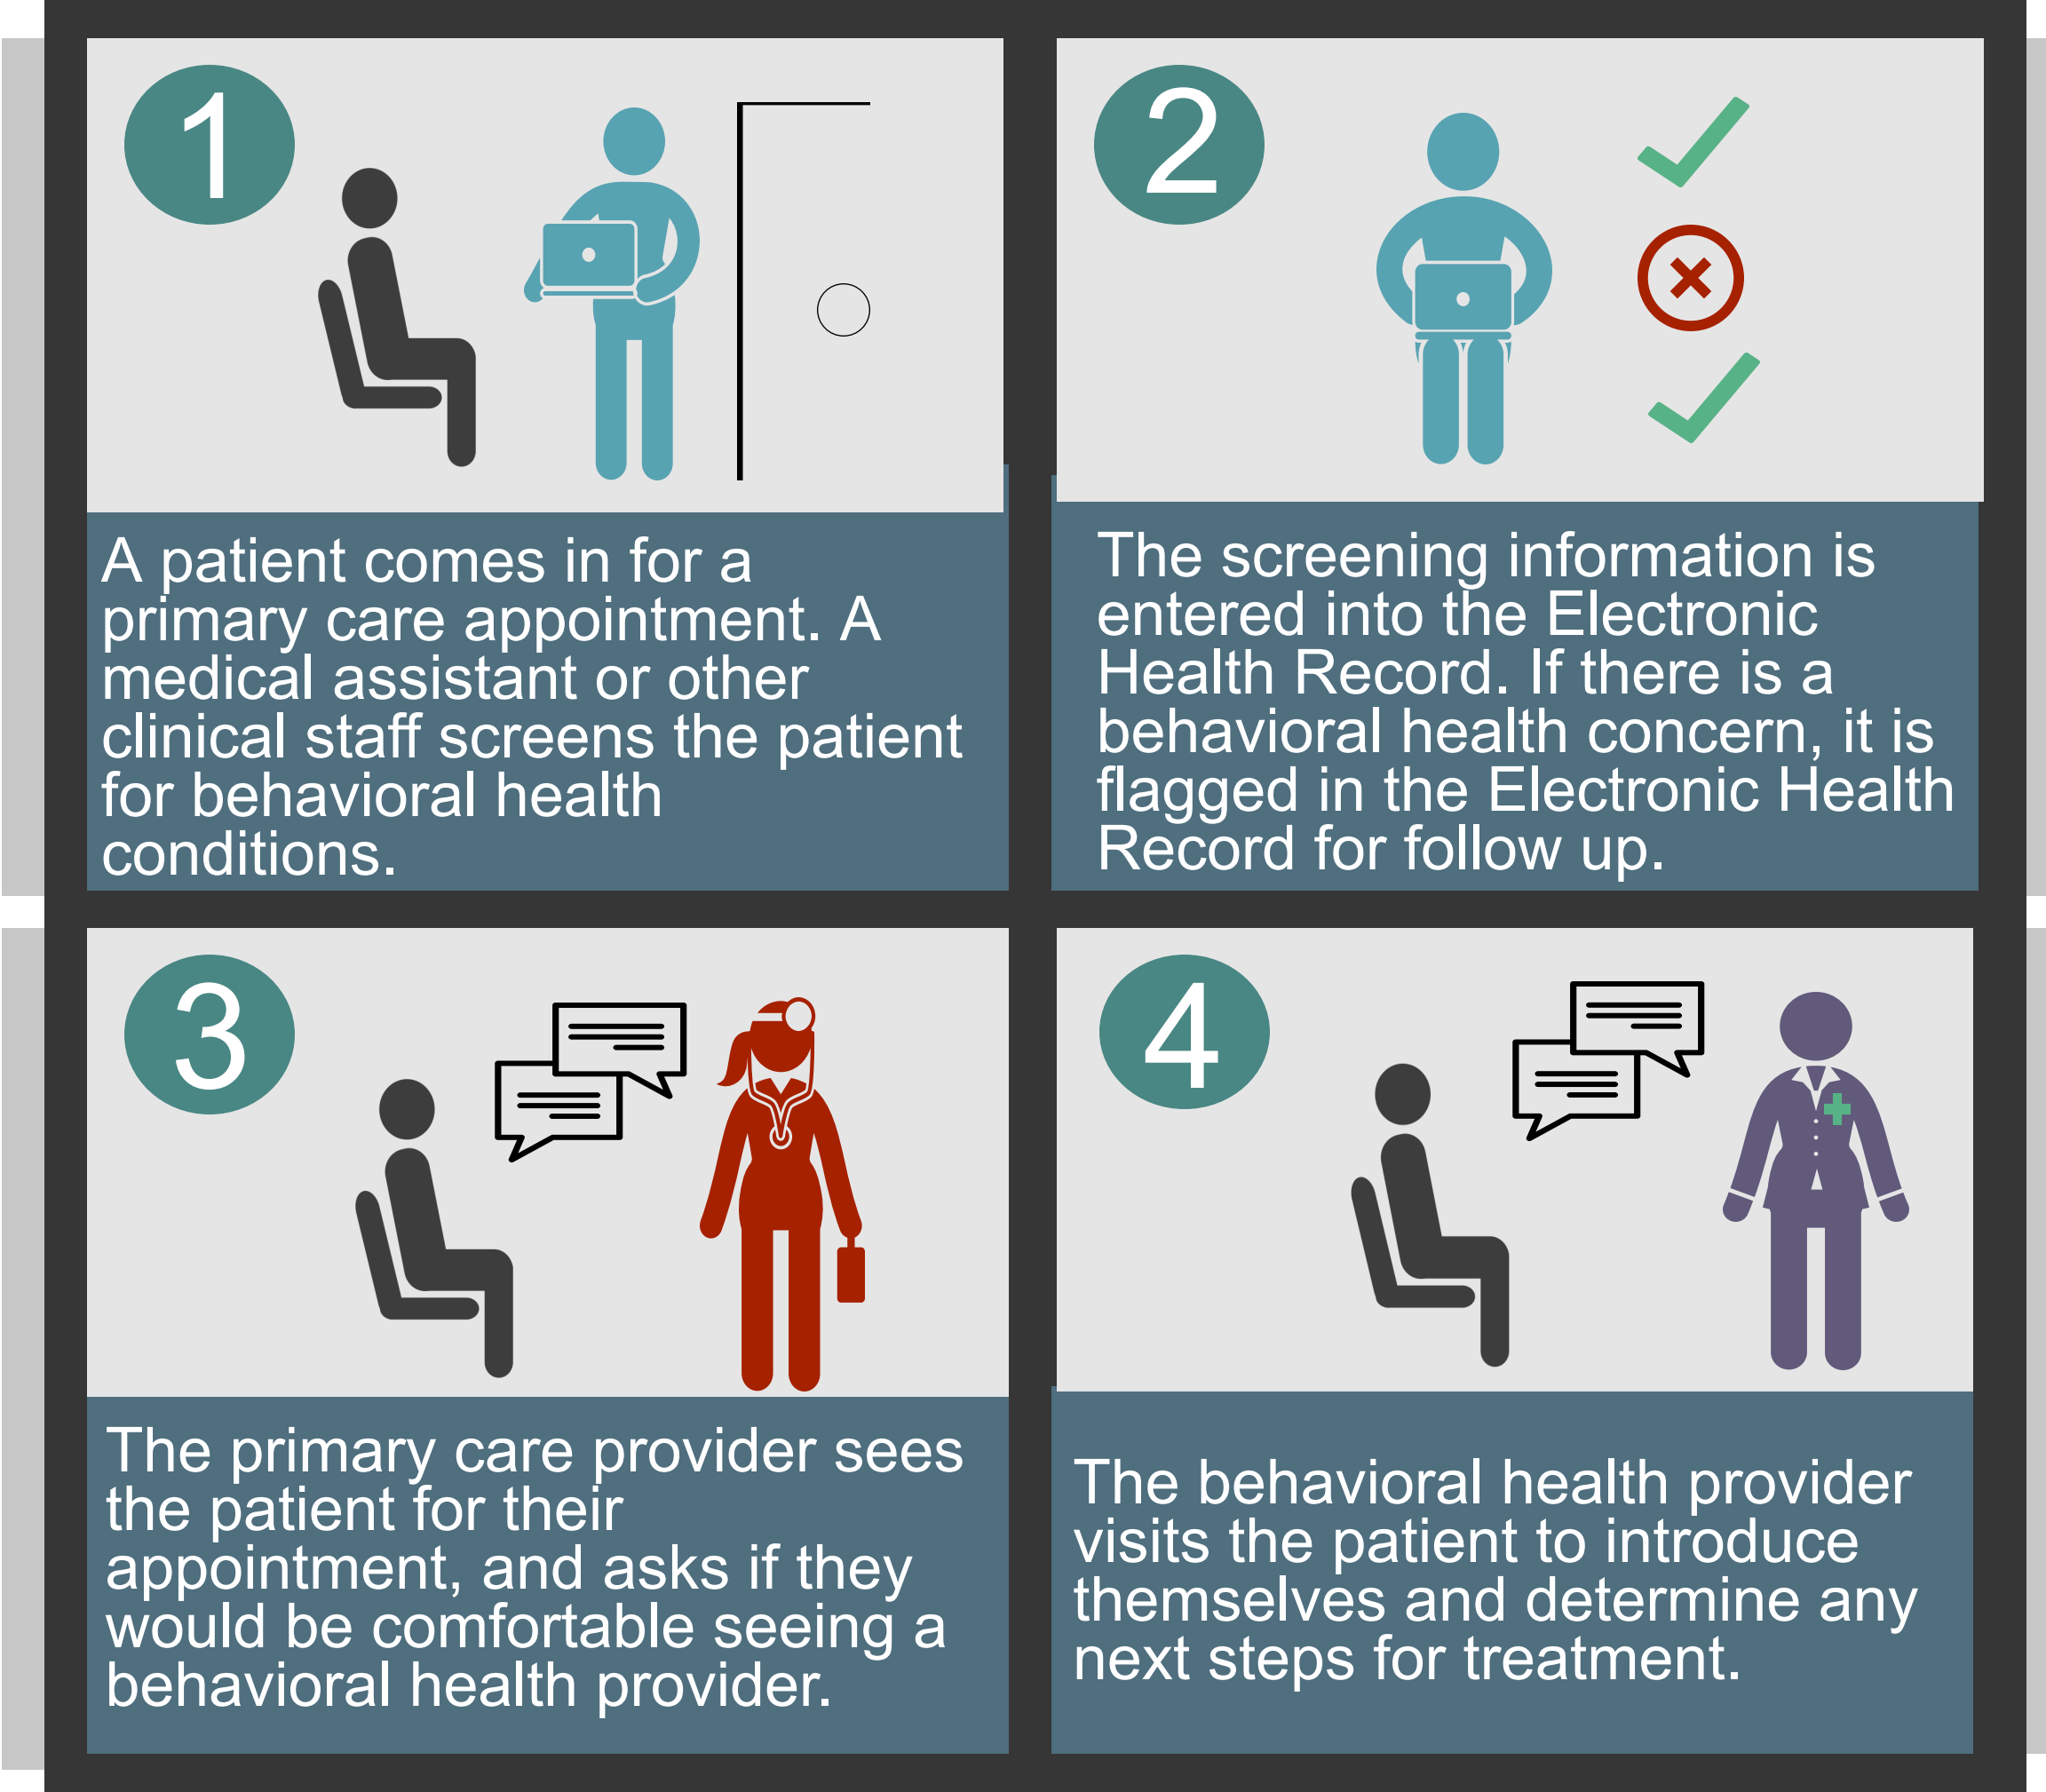 1
A patient comes in for a
primary care appointment. A
medical assistant or other
clinical staff screens the patient
for behavioral health
conditions.
2
The screening information is
entered into the Electronic
Health Record. If there is a
behavioral health concern, it is
flagged in the Electronic Health
Record for follow up.
3
The primary care provider sees
the patient for their
appointment, and asks if they
would be comfortable seeing a
behavioral health provider.
4
The behavioral health provider
visits the patient to introduce
themselves and determine any
next steps for treatment.